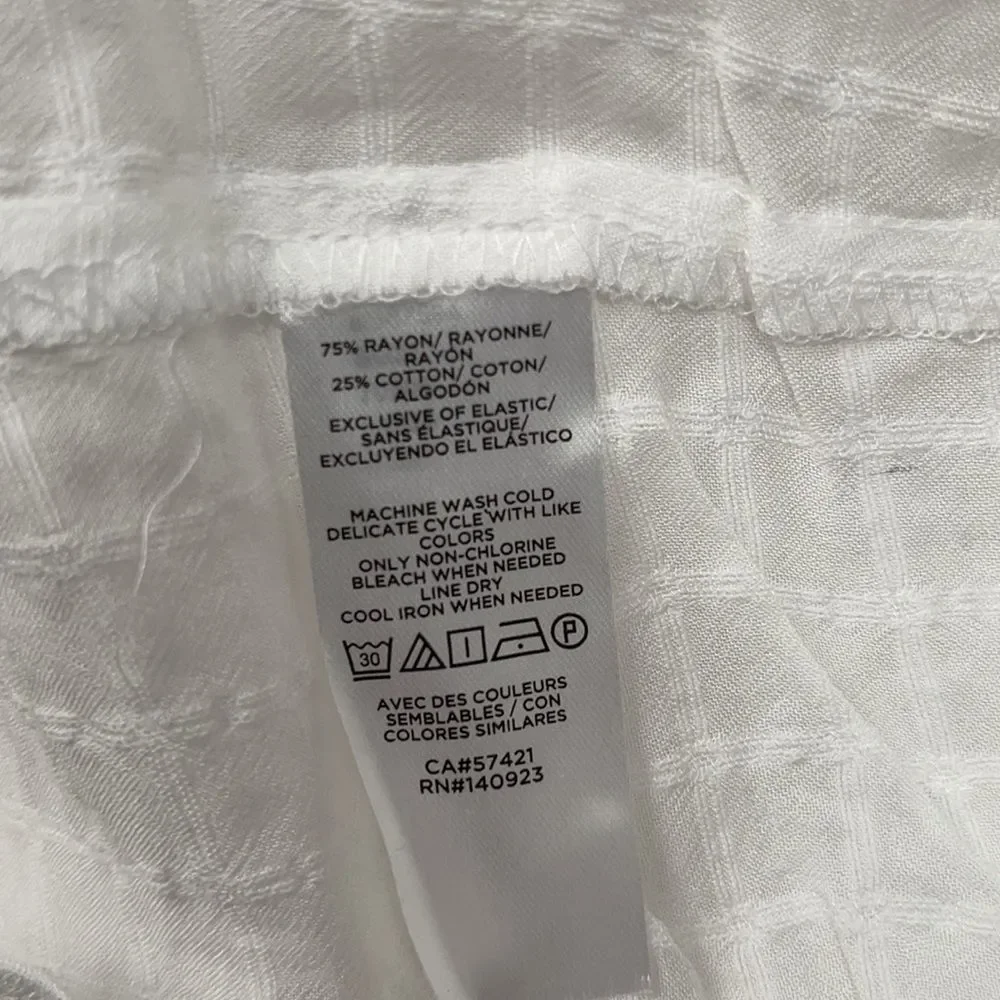 75% RAYON/ RAYONNE/
RAYÓN
25% COTTON/ COTON/
ALGODÓN
EXCLUSIVE OF ELASTIC/
SANS ÉLASTIQUE/
EXCLUYENDO EL ELÁSTICO
MACHINE WASH COLD
DELICATE CYCLE WITH LIKE
COLORS
ONLY NON-CHLORINE
BLEACH WHEN NEEDED
LINE DRY
COOL IRON WHEN NEEDED
30 P
AVEC DES COULEURS
SEMBLABLES / CON
COLORES SIMILARES
CA#57421
RN#140923